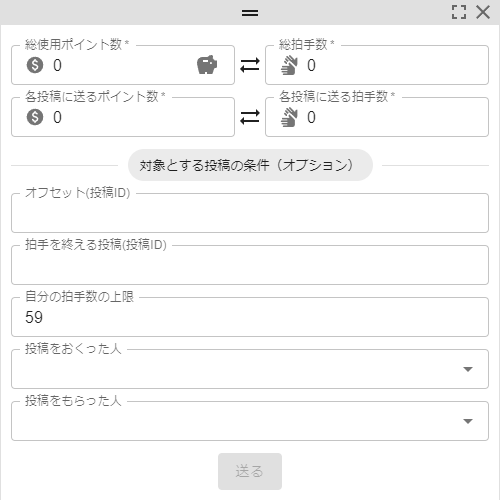 総使用ポイント数 *
0
総拍手数 *
0
各投稿に送るポイント数 *
0
各投稿に送る拍手数 *
0
対象とする投稿の条件（オプション）
オフセット(投稿ID)
拍手を終える投稿(投稿ID)
自分の拍手数の上限
59
投稿をおくった人
投稿をもらった人
送る